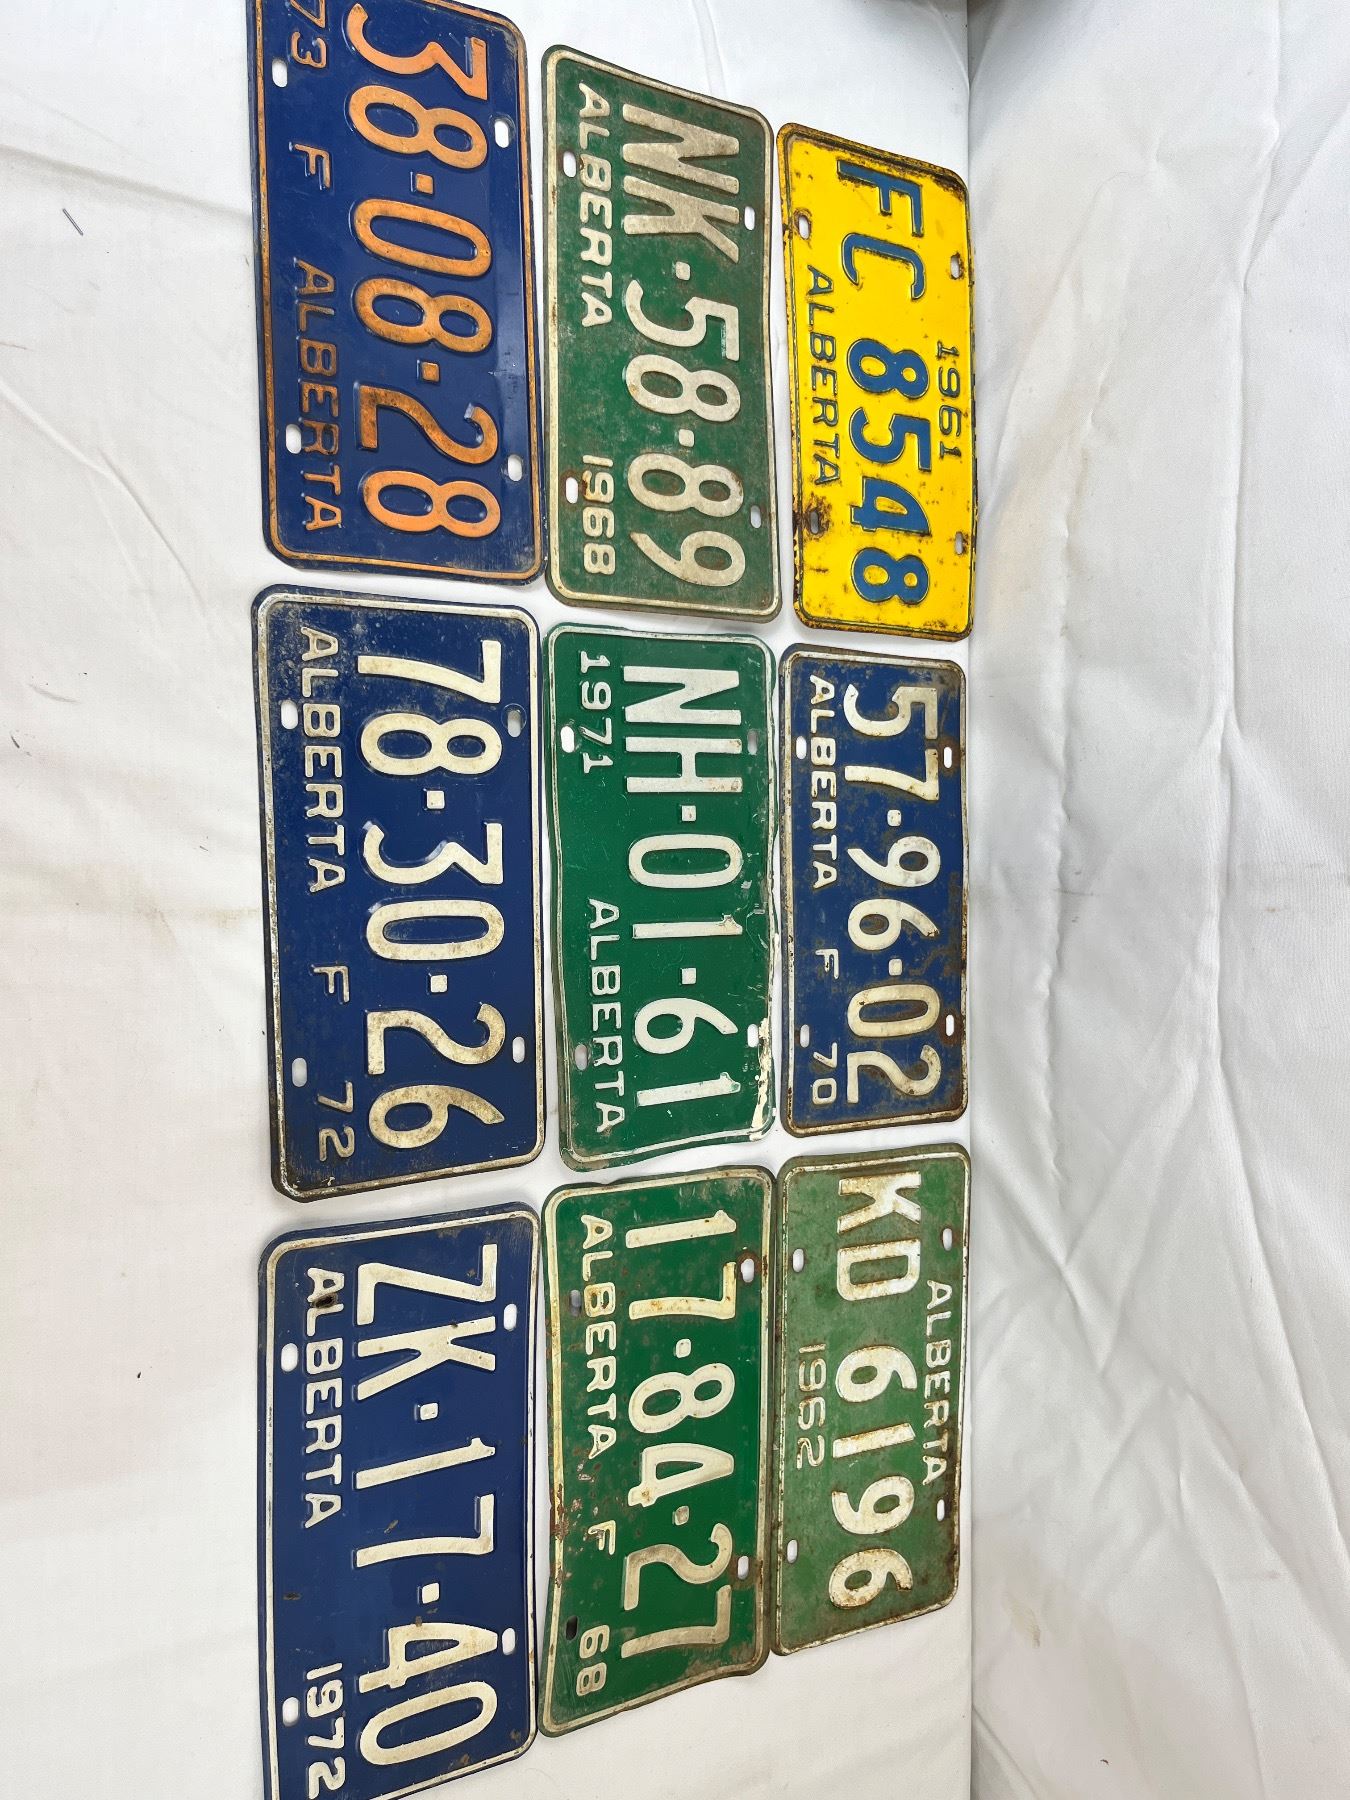 1961
FC 8548
ALBERTA
57·96·02
ALBERTA F 70
ALBERTA
KD 6196
1952
NK·58·89
ALBERTA 1968
NH·01·61
1971 ALBERTA
17·84·27
ALBERTA F 68
38·08·28
73 F ALBERTA
78·30·26
ALBERTA F 72
ZK·17·40
ALBERTA 1972